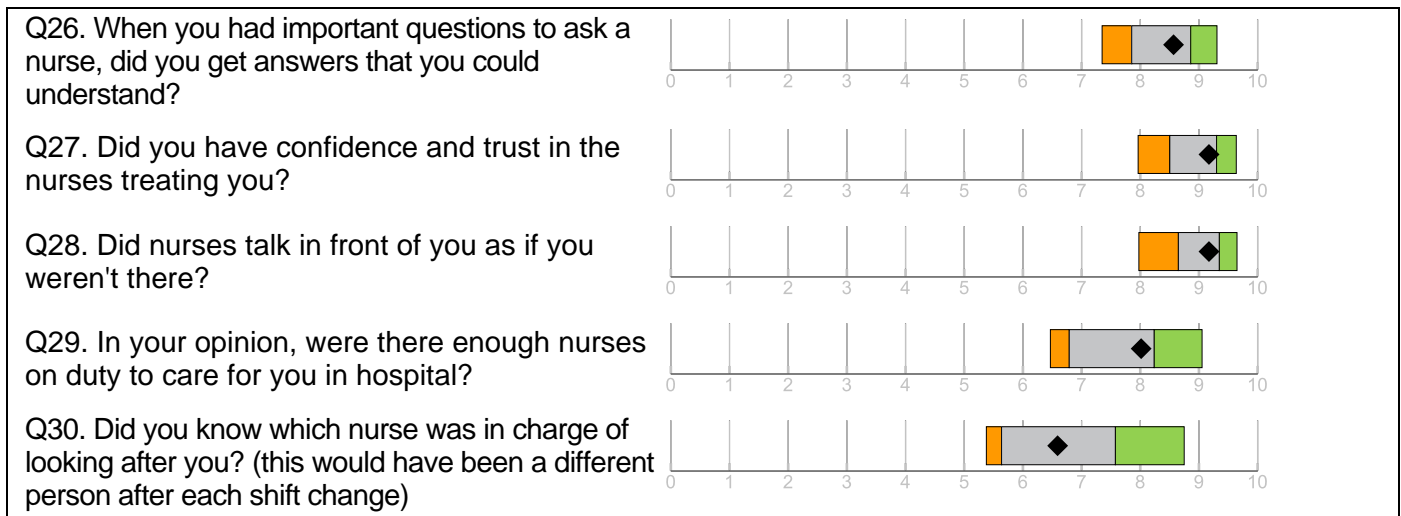 Q26. When you had important questions to ask a
nurse, did you get answers that you could
understand?
0 1 2 3 4 5 6 7 8 9 10
Q27. Did you have confidence and trust in the
nurses treating you?
0 1 2 3 4 5 6 7 8 9 10
Q28. Did nurses talk in front of you as if you
weren't there?
0 1 2 3 4 5 6 7 8 9 10
Q29. In your opinion, were there enough nurses
on duty to care for you in hospital?
0 1 2 3 4 5 6 7 8 9 10
Q30. Did you know which nurse was in charge of
looking after you? (this would have been a different
person after each shift change)
0 1 2 3 4 5 6 7 8 9 10